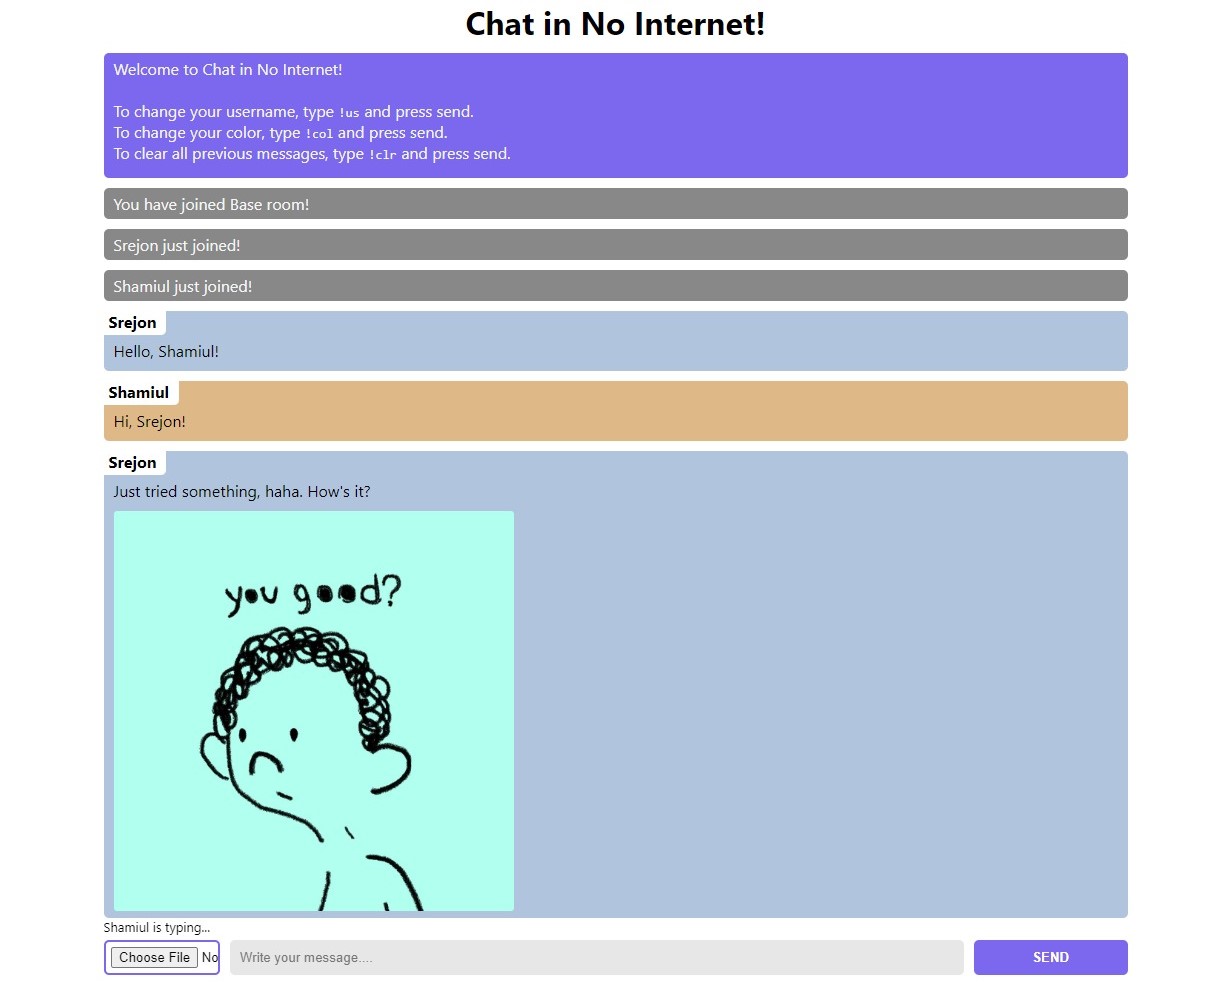 Chat in No Internet!
Welcome to Chat in No Internet!
To change your username, type !us and press send.
To change your color, type !col and press send.
To clear all previous messages, type !clr and press send.
You have joined Base room!
Srejon just joined!
Shamiul just joined!
Srejon
Hello, Shamiul!
Shamiul
Hi, Srejon!
Srejon
Just tried something, haha. How's it?
you good?
Shamiul is typing...
Choose File No
Write your message....
SEND